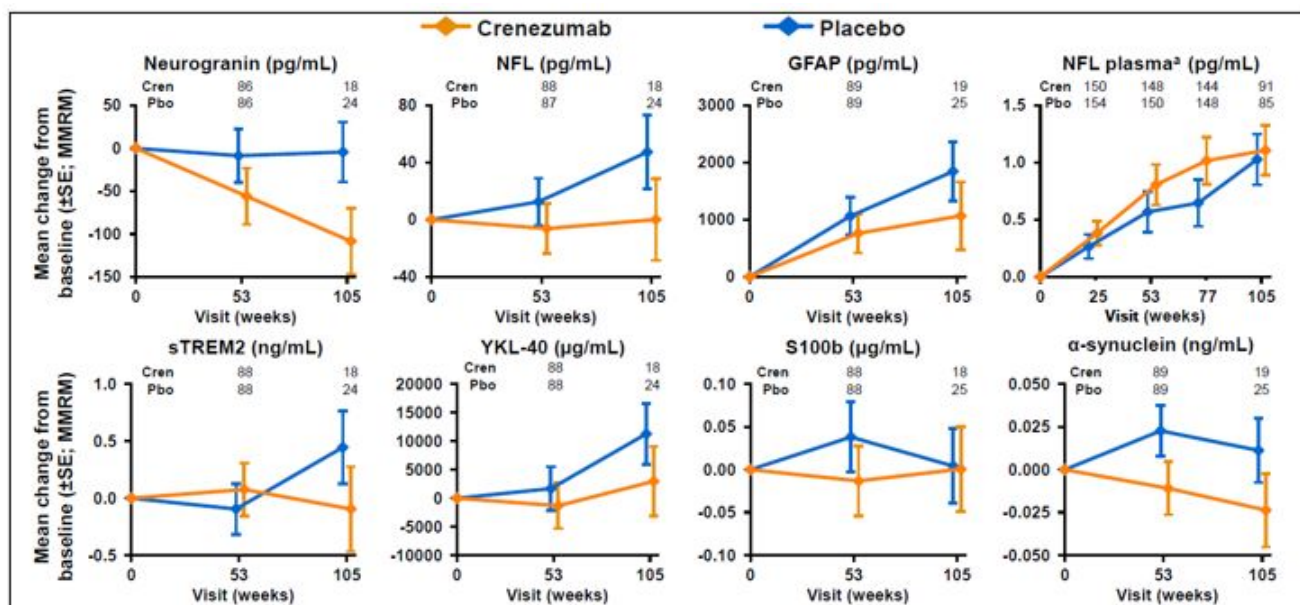 Crenezumab Placebo
Neurogranin (pg/mL) NFL (pg/mL) GFAP (pg/mL) NFL plasmaᵃ (pg/mL)
Cren 86 18 Cren 88 18 Cren 89 19 Cren 150 148 144 91
Pbo 86 24 Pbo 87 24 Pbo 89 25 Pbo 154 150 148 85
Mean change from
baseline (±SE; MMRM)
50 80 3000 1.5
0 40 2000 1.0
-50 0 1000 0.5
-100 -40 0 0.0
-150
0 53 105 0 53 105 0 53 105 0 25 53 77 105
Visit (weeks) Visit (weeks) Visit (weeks) Visit (weeks)
sTREM2 (ng/mL) YKL-40 (µg/mL) S100b (µg/mL) α-synuclein (ng/mL)
Cren 88 18 Cren 88 18 Cren 88 18 Cren 89 19
Pbo 88 24 Pbo 88 24 Pbo 88 25 Pbo 89 25
Mean change from
baseline (±SE; MMRM)
1.0 20000 0.10 0.050
0.5 15000 0.05 0.025
0.0 10000 0.00 0.000
-0.5 5000 -0.05 -0.025
0 -0.10 -0.050
-5000
-10000
0 53 105 0 53 105 0 53 105 0 53 105
Visit (weeks) Visit (weeks) Visit (weeks) Visit (weeks)